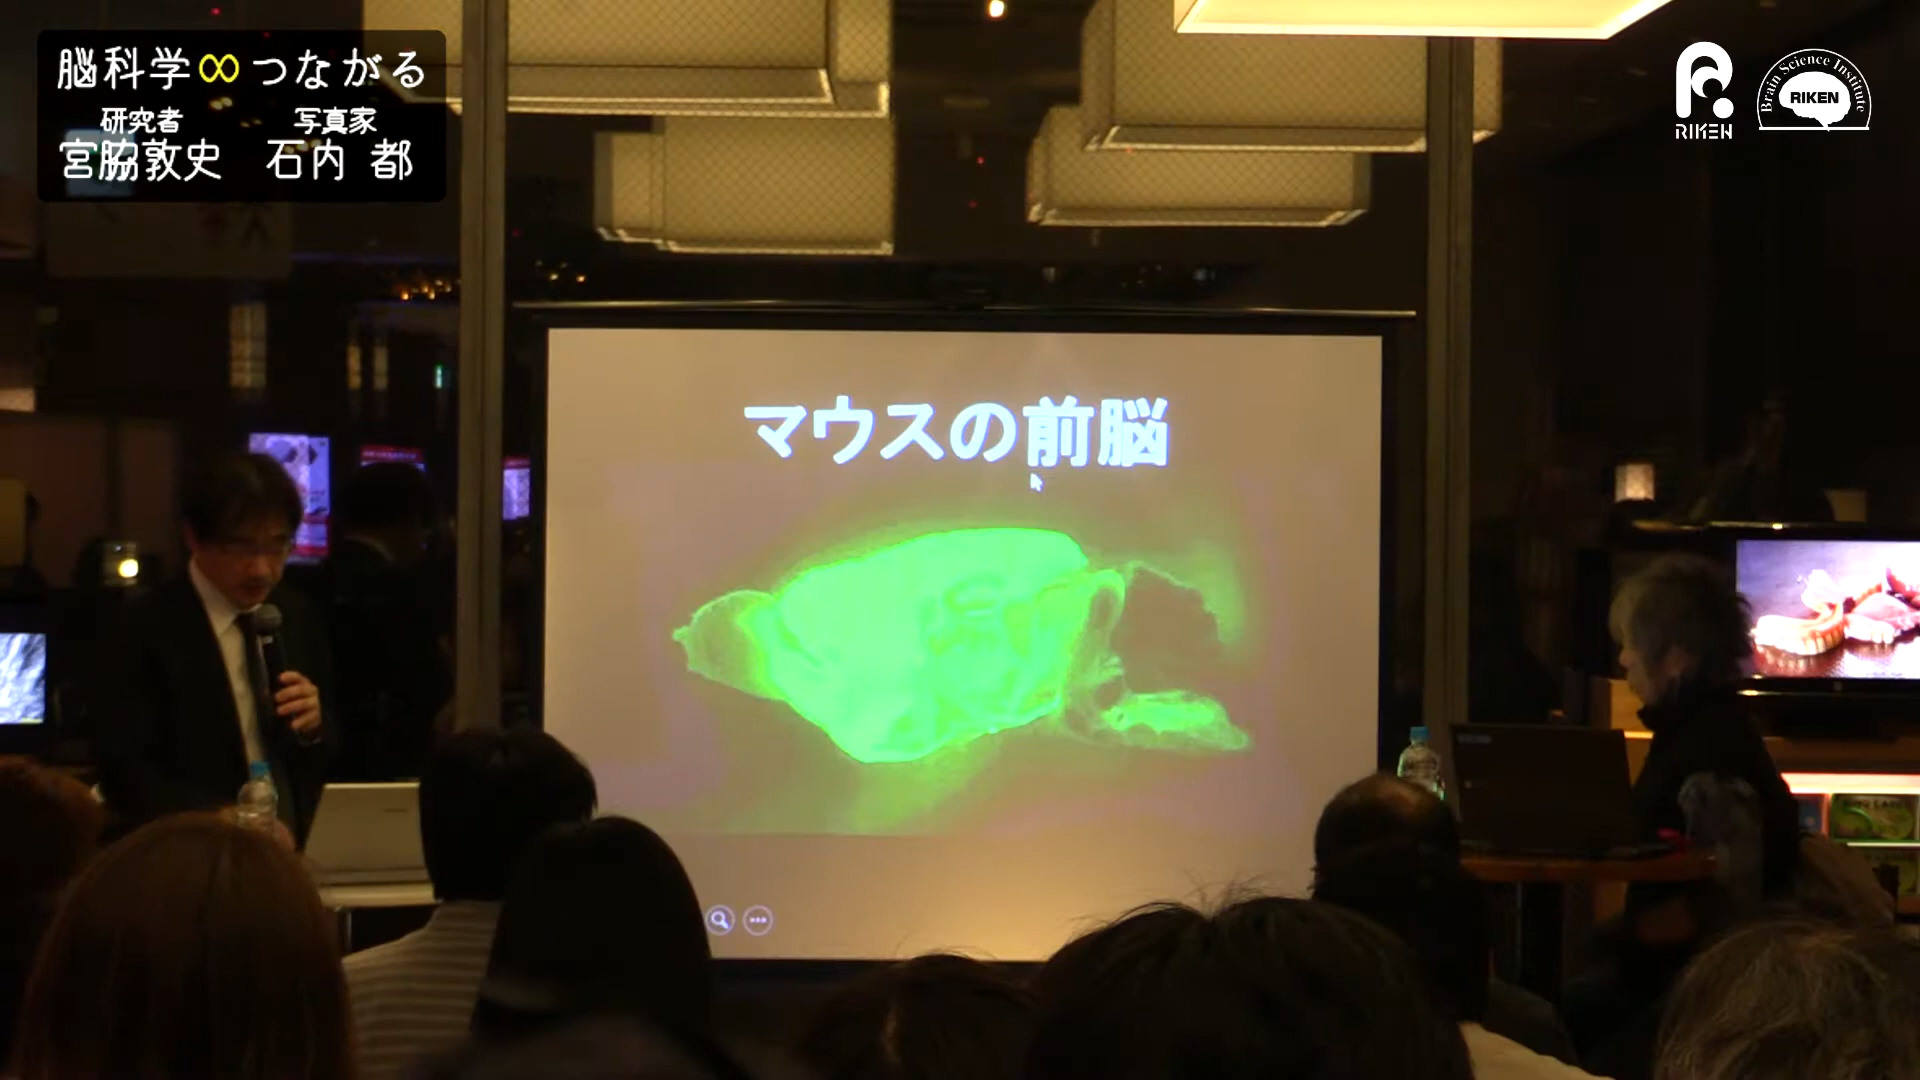 脳科学∞つながる
研究者 写真家
宮脇敦史 石内 都
RIKEN
Brain Science Institute
RIKEN
マウスの前脳